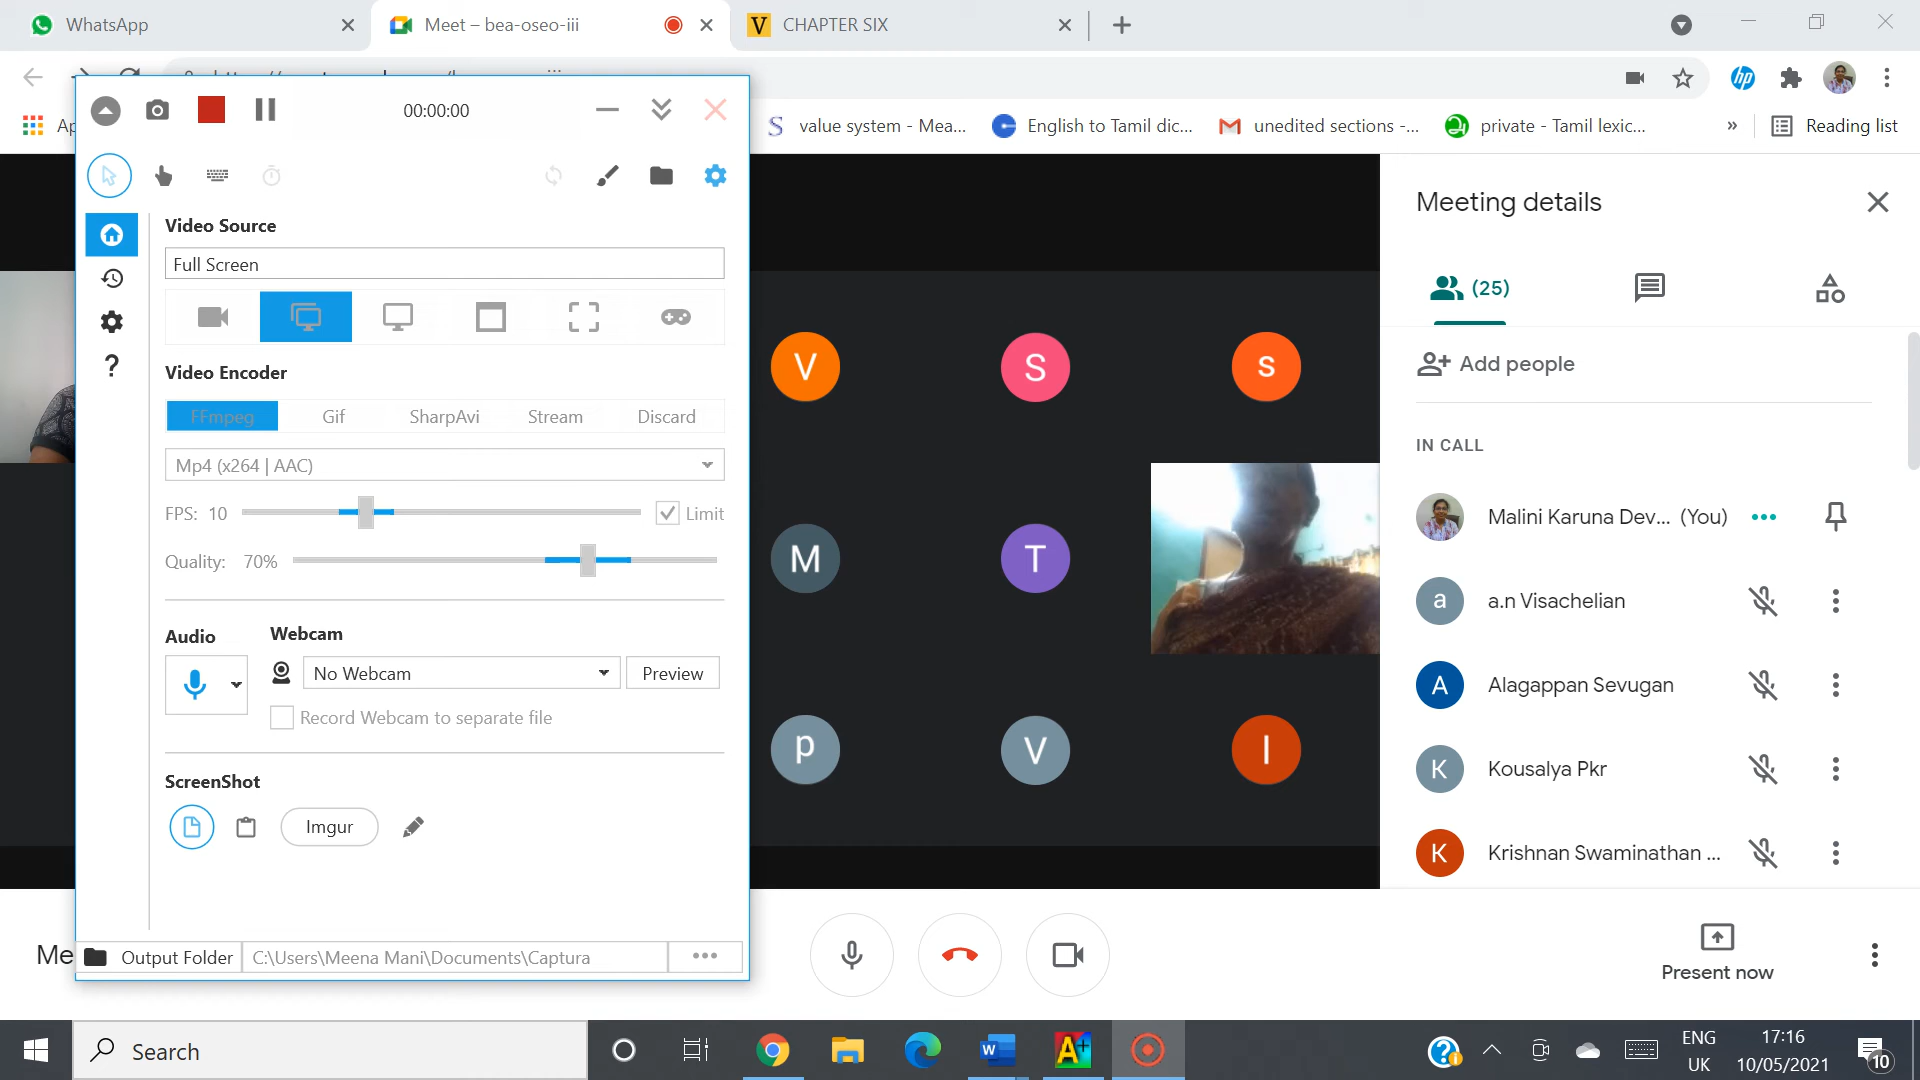 WhatsApp
Meet – bea-oseo-iii
CHAPTER SIX
value system - Mea...
English to Tamil dic...
unedited sections -...
private - Tamil lexic...
»
Reading list
00:00:00
Video Source
Full Screen
Video Encoder
FFmpeg
Gif
SharpAvi
Stream
Discard
Mp4 (x264 | AAC)
FPS: 10
Limit
Quality: 70%
Audio
Webcam
No Webcam
Preview
Record Webcam to separate file
ScreenShot
Imgur
Output Folder
C:\Users\Meena Mani\Documents\Captura
Me
V
S
s
M
T
p
V
I
Meeting details
(25)
Add people
IN CALL
Malini Karuna Dev... (You)
a
a.n Visachelian
A
Alagappan Sevugan
K
Kousalya Pkr
K
Krishnan Swaminathan ...
Present now
Search
ENG
UK
17:16
10/05/2021
10